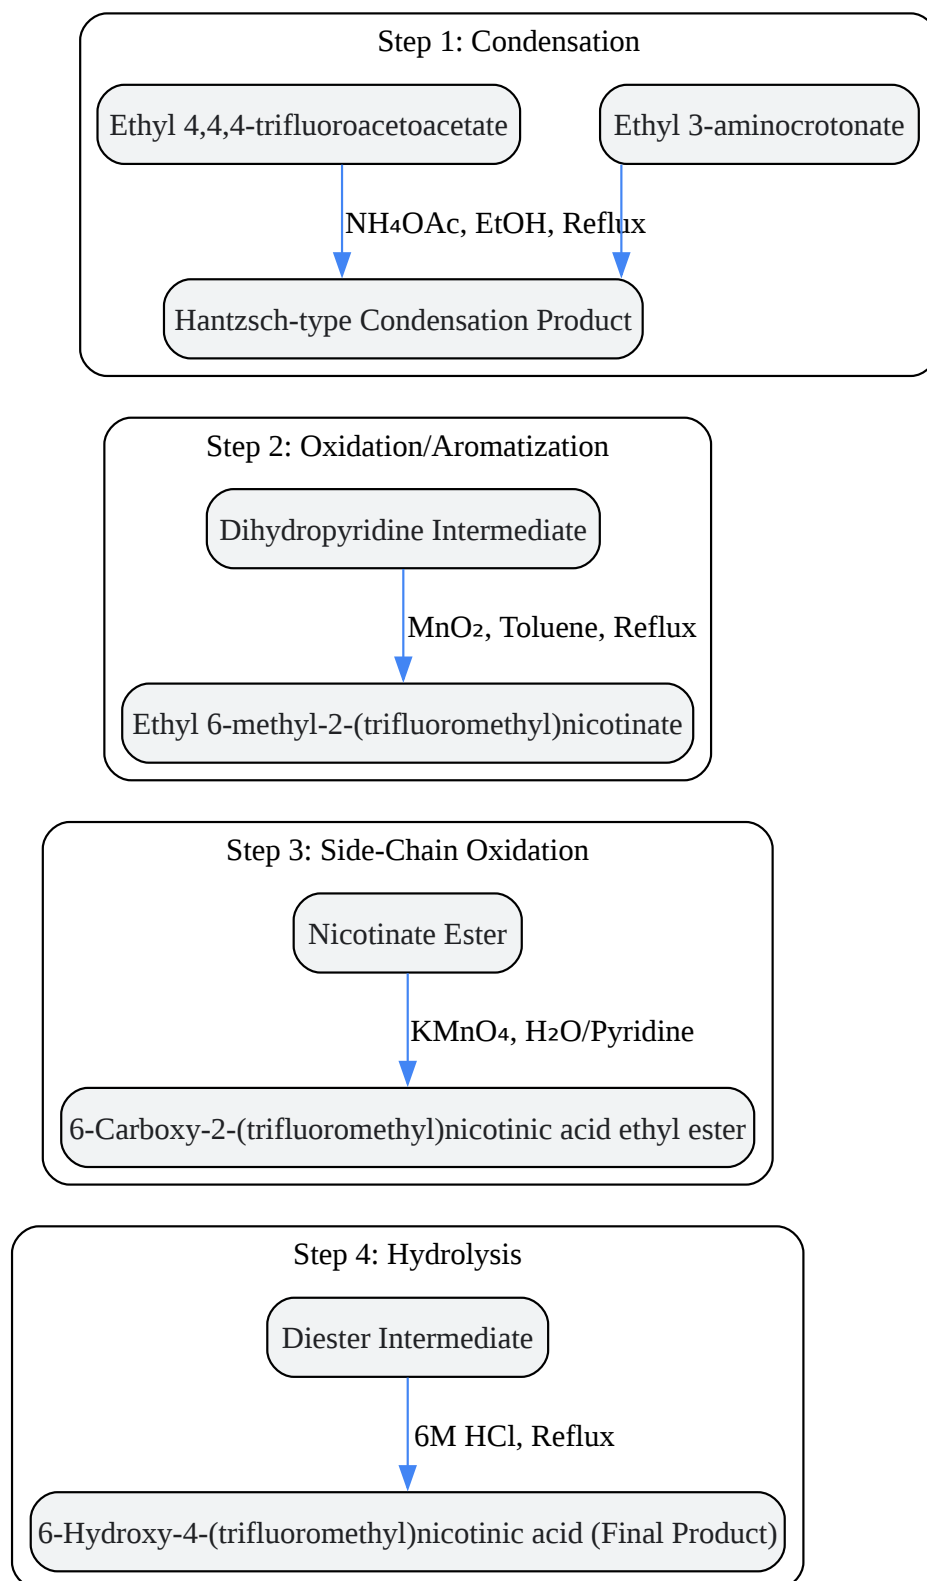 Step 1: Condensation
Ethyl 4,4,4-trifluoroacetoacetate
Ethyl 3-aminocrotonate
NH₄OAc, EtOH, Reflux
Hantzsch-type Condensation Product
Step 2: Oxidation/Aromatization
Dihydropyridine Intermediate
MnO₂, Toluene, Reflux
Ethyl 6-methyl-2-(trifluoromethyl)nicotinate
Step 3: Side-Chain Oxidation
Nicotinate Ester
KMnO₄, H₂O/Pyridine
6-Carboxy-2-(trifluoromethyl)nicotinic acid ethyl ester
Step 4: Hydrolysis
Diester Intermediate
6M HCl, Reflux
6-Hydroxy-4-(trifluoromethyl)nicotinic acid (Final Product)